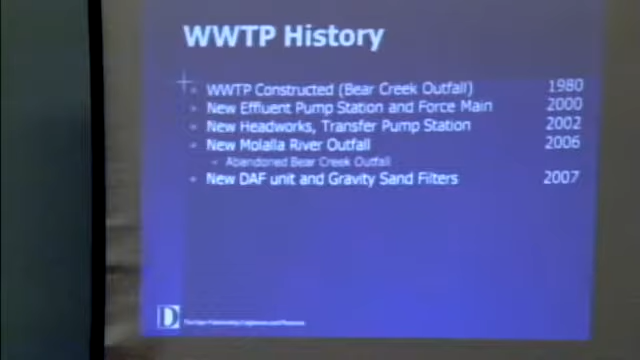 WWTP History
WWTP Constructed (Bear Creek Outfall) 1980
New Effluent Pump Station and Force Main 2000
New Headworks, Transfer Pump Station 2002
New Molalla River Outfall 2006
Abandoned Bear Creek Outfall
New DAF unit and Gravity Sand Filters 2007
D